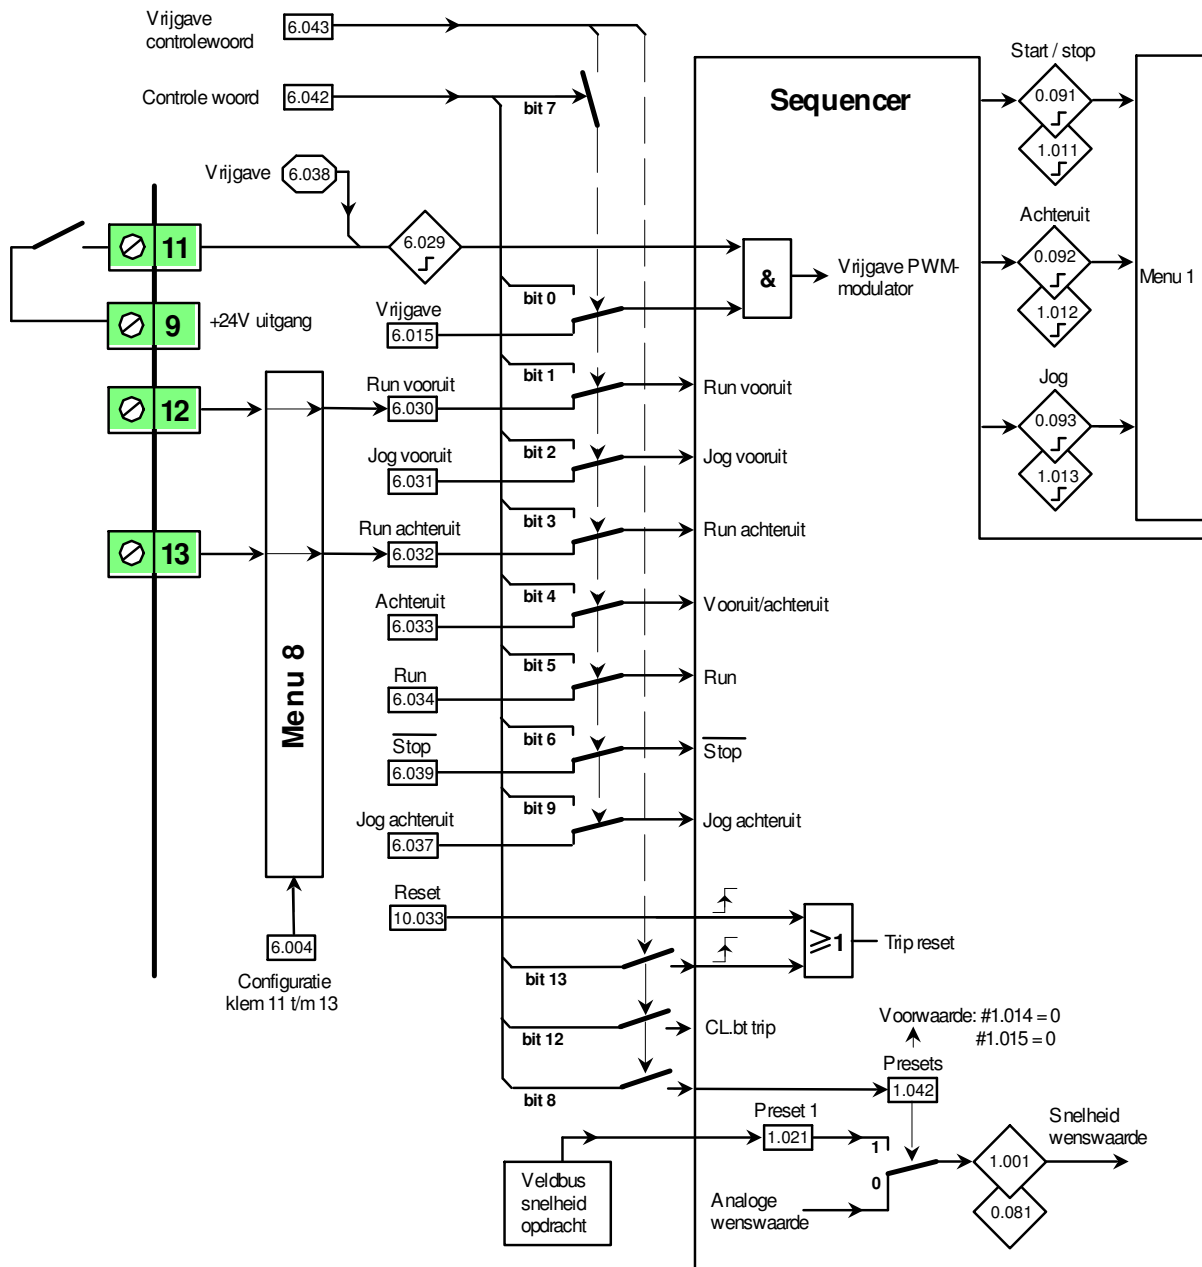 Vrijgave
controlewoord
6.043
Controle woord
6.042
bit 7
Sequencer
Start / stop
0.091
1.011
Vrijgave
6.038
11
6.029
&
Vrijgave PWM-
modulator
Achteruit
0.092
1.012
Menu 1
9
+24V uitgang
bit 0
Vrijgave
6.015
bit 1
12
Run vooruit
6.030
Run vooruit
Jog
0.093
1.013
bit 2
Jog vooruit
6.031
Jog vooruit
bit 3
13
Run achteruit
6.032
Run achteruit
bit 4
Achteruit
6.033
Vooruit/achteruit
Menu 8
bit 5
Run
6.034
Run
bit 6
Stop
6.039
Stop
bit 9
Jog achteruit
6.037
Jog achteruit
Reset
10.033
≥1
Trip reset
6.004
Configuratie
klem 11 t/m 13
bit 13
bit 12
CL.bt trip
Voorwaarde: #1.014 = 0
#1.015 = 0
bit 8
Presets
1.042
Preset 1
1.021
1
0
Snelheid
wenswaarde
1.001
0.081
Veldbus
snelheid
opdracht
Analoge
wenswaarde